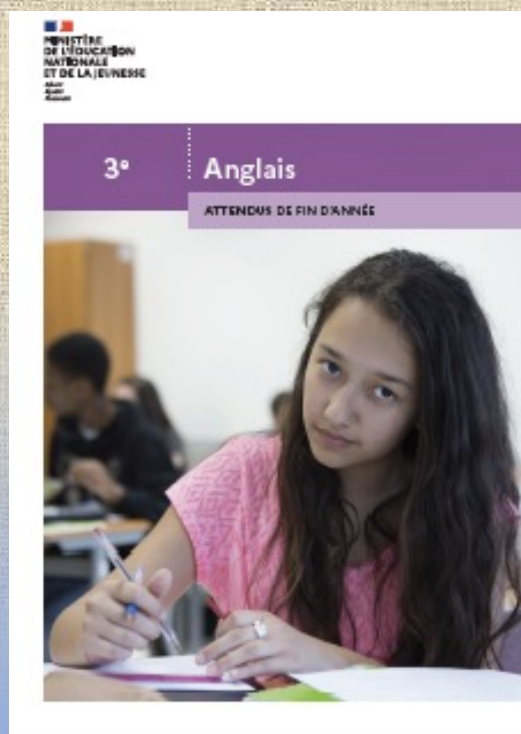 MINISTÈRE
DE L'ÉDUCATION
NATIONALE
ET DE LA JEUNESSE
3e
Anglais
ATTENDUS DE FIN D'ANNÉE